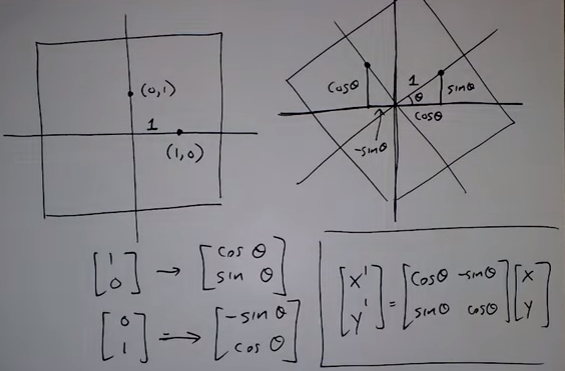 (0,1)
1
(1,0)
cosθ
1
θ
sinθ
cosθ
-sinθ
[1 0] → [cos θ sin θ]
[0 1] → [-sin θ cos θ]
[x' y'] = [cosθ -sinθ sinθ cosθ] [x y]